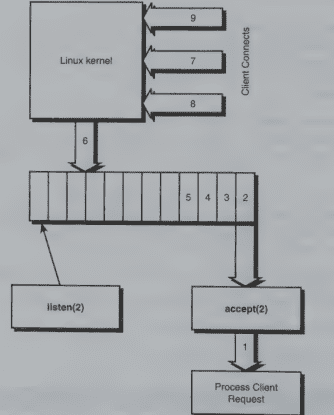 9
Linux kernel
7
Client Connects
8
6
5 4 3 2
listen(2)
accept(2)
1
Process Client
Request